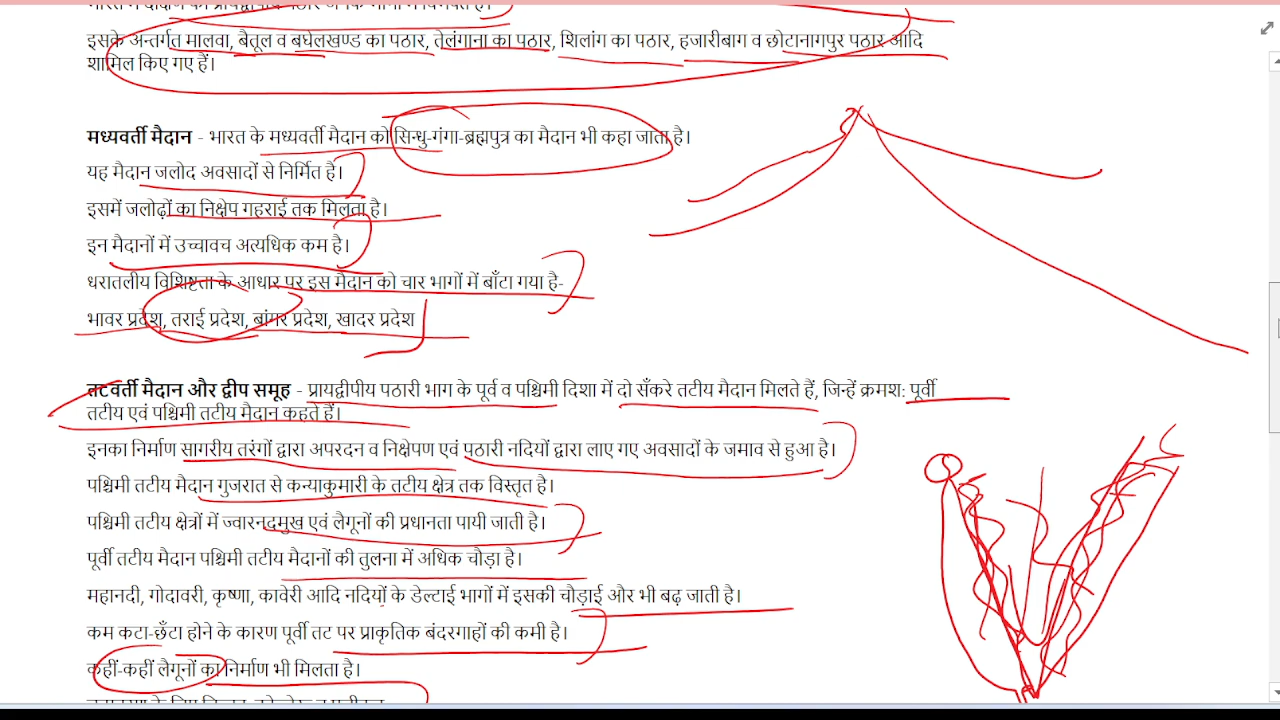 इसके अन्तर्गत मालवा, बैतूल व बघेलखण्ड का पठार, तेलंगाना का पठार, शिलांग का पठार, हजारीबाग व छोटानागपुर पठार आदि
शामिल किए गए हैं।
मध्यवर्ती मैदान - भारत के मध्यवर्ती मैदान को सिन्धु-गंगा-ब्रह्मपुत्र का मैदान भी कहा जाता है।
यह मैदान जलोद अवसादों से निर्मित है।
इसमें जलोढ़ों का निक्षेप गहराई तक मिलता है।
इन मैदानों में उच्चावच अत्यधिक कम है।
धरातलीय विशिष्टता के आधार पर इस मैदान को चार भागों में बाँटा गया है-
भावर प्रदेश, तराई प्रदेश, बांगर प्रदेश, खादर प्रदेश
तटवर्ती मैदान और द्वीप समूह - प्रायद्वीपीय पठारी भाग के पूर्व व पश्चिमी दिशा में दो सँकरे तटीय मैदान मिलते हैं, जिन्हें क्रमश: पूर्वी
तटीय एवं पश्चिमी तटीय मैदान कहते हैं।
इनका निर्माण सागरीय तरंगों द्वारा अपरदन व निक्षेपण एवं पठारी नदियों द्वारा लाए गए अवसादों के जमाव से हुआ है।
पश्चिमी तटीय मैदान गुजरात से कन्याकुमारी के तटीय क्षेत्र तक विस्तृत है।
पश्चिमी तटीय क्षेत्रों में ज्वारनदमुख एवं लैगूनों की प्रधानता पायी जाती है।
पूर्वी तटीय मैदान पश्चिमी तटीय मैदानों की तुलना में अधिक चौड़ा है।
महानदी, गोदावरी, कृष्णा, कावेरी आदि नदियों के डेल्टाई भागों में इसकी चौड़ाई और भी बढ़ जाती है।
कम कटा-छँटा होने के कारण पूर्वी तट पर प्राकृतिक बंदरगाहों की कमी है।
कहीं-कहीं लैगूनों का निर्माण भी मिलता है।